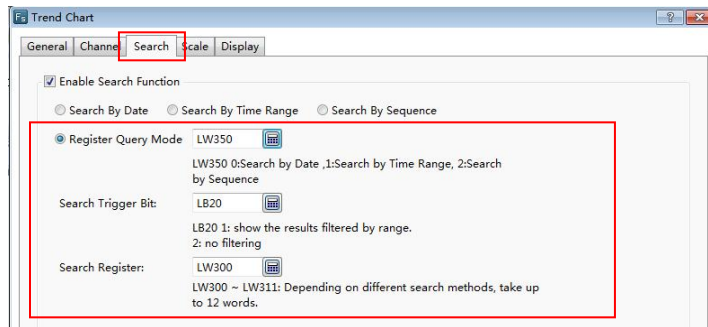 Fs Trend Chart
General Channel Search Scale Display
Enable Search Function
Search By Date Search By Time Range Search By Sequence
Register Query Mode LW350
LW350 0:Search by Date ,1:Search by Time Range, 2:Search
by Sequence
Search Trigger Bit: LB20
LB20 1: show the results filtered by range.
2: no filtering
Search Register: LW300
LW300 ~ LW311: Depending on different search methods, take up
to 12 words.